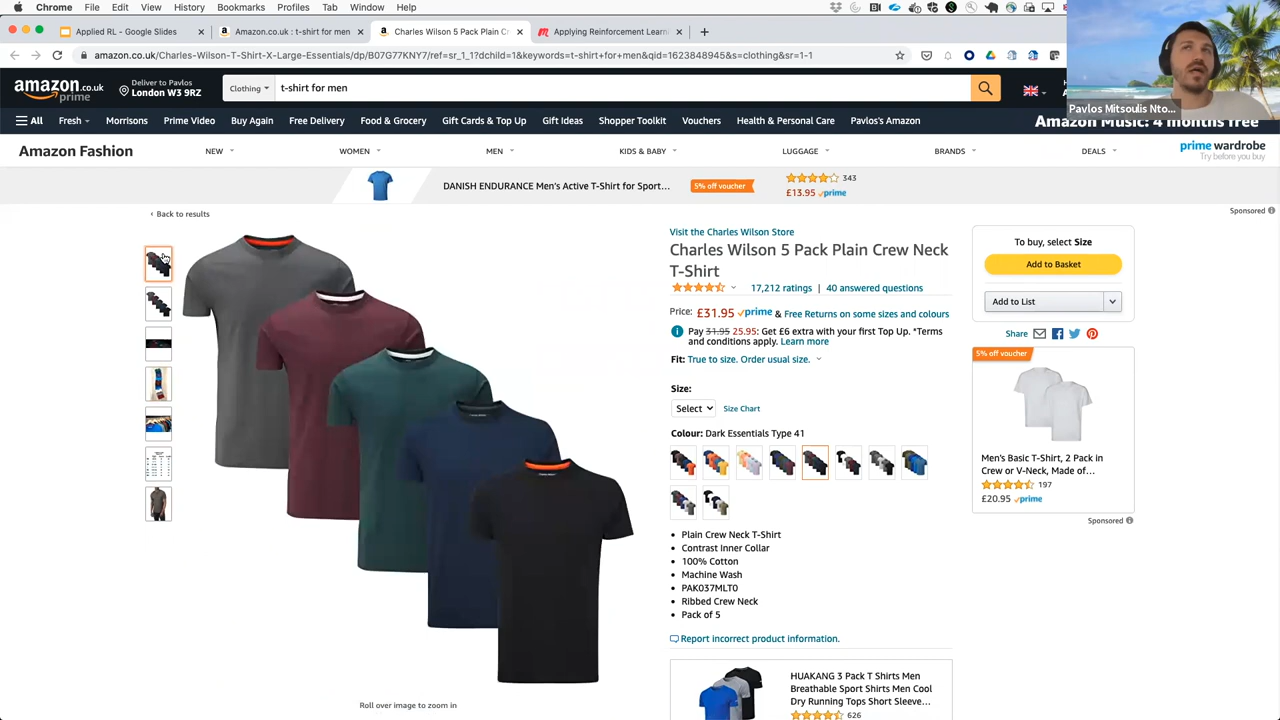 Chrome File Edit View History Bookmarks Profiles Tab Window Help
Applied RL - Google Slides
Amazon.co.uk : t-shirt for men
Charles Wilson 5 Pack Plain C
Applying Reinforcement Learn
amazon.co.uk/Charles-Wilson-T-Shirt-X-Large-Essentials/dp/B07G77KNY7/ref=sr_1_1?dchild=1&keywords=t-shirt+for+men&qid=1623848945&s=clothing&sr=1-1
Pavlos Mitsoulis Nto...
amazon.co.uk
prime
Deliver to Pavlos
London W3 9RZ
Clothing
t-shirt for men
All Fresh Morrisons Prime Video Buy Again Free Delivery Food & Grocery Gift Cards & Top Up Gift Ideas Shopper Toolkit Vouchers Health & Personal Care Pavlos's Amazon
Amazon Music: 4 months free
Amazon Fashion NEW WOMEN MEN KIDS & BABY LUGGAGE BRANDS DEALS
prime wardrobe
Try before you buy
DANISH ENDURANCE Men's Active T-Shirt for Sport...
5% off voucher
343
£13.95 prime
Sponsored
‹ Back to results
Visit the Charles Wilson Store
Charles Wilson 5 Pack Plain Crew Neck
T-Shirt
17,212 ratings | 40 answered questions
Price: £31.95 prime & Free Returns on some sizes and colours
Pay 31.95 25.95: Get £6 extra with your first Top Up. *Terms
and conditions apply. Learn more
Fit: True to size. Order usual size.
Size:
Select
Size Chart
Colour: Dark Essentials Type 41
Plain Crew Neck T-Shirt
Contrast Inner Collar
100% Cotton
Machine Wash
PAK037MLT0
Ribbed Crew Neck
Pack of 5
Report incorrect product information.
HUAKANG 3 Pack T Shirts Men
Breathable Sport Shirts Men Cool
Dry Running Tops Short Sleeve...
626
Roll over image to zoom in
To buy, select Size
Add to Basket
Add to List
Share
5% off voucher
Men's Basic T-Shirt, 2 Pack in
Crew or V-Neck, Made of...
197
£20.95 prime
Sponsored